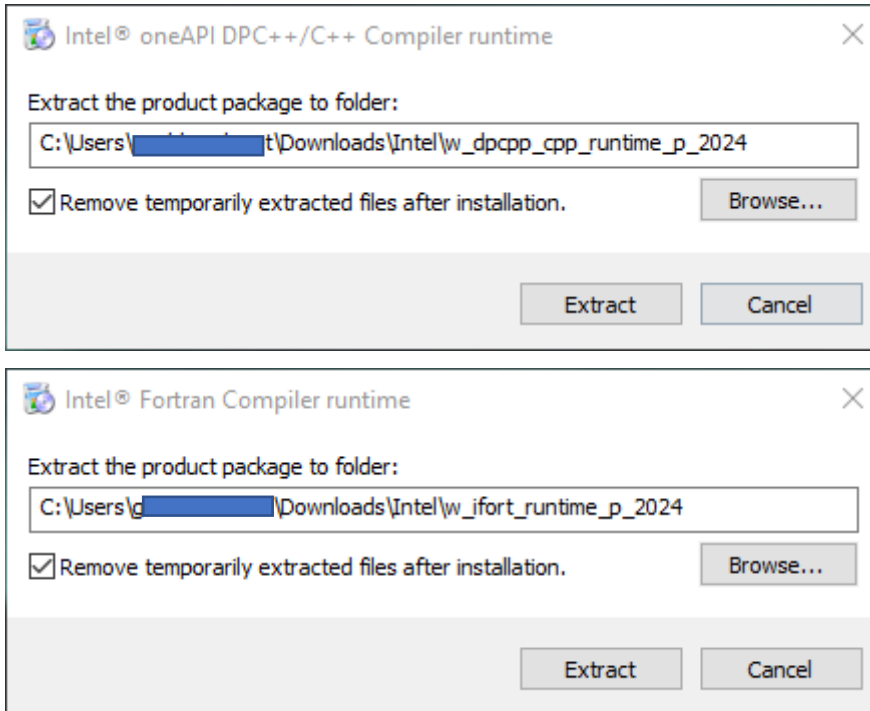 Intel® oneAPI DPC++/C++ Compiler runtime
Extract the product package to folder:
C:\Users\ t\Downloads\Intel\w_dpcpp_cpp_runtime_p_2024
Remove temporarily extracted files after installation.
Browse...
Extract
Cancel
Intel® Fortran Compiler runtime
Extract the product package to folder:
C:\Users\g \Downloads\Intel\w_ifort_runtime_p_2024
Remove temporarily extracted files after installation.
Browse...
Extract
Cancel